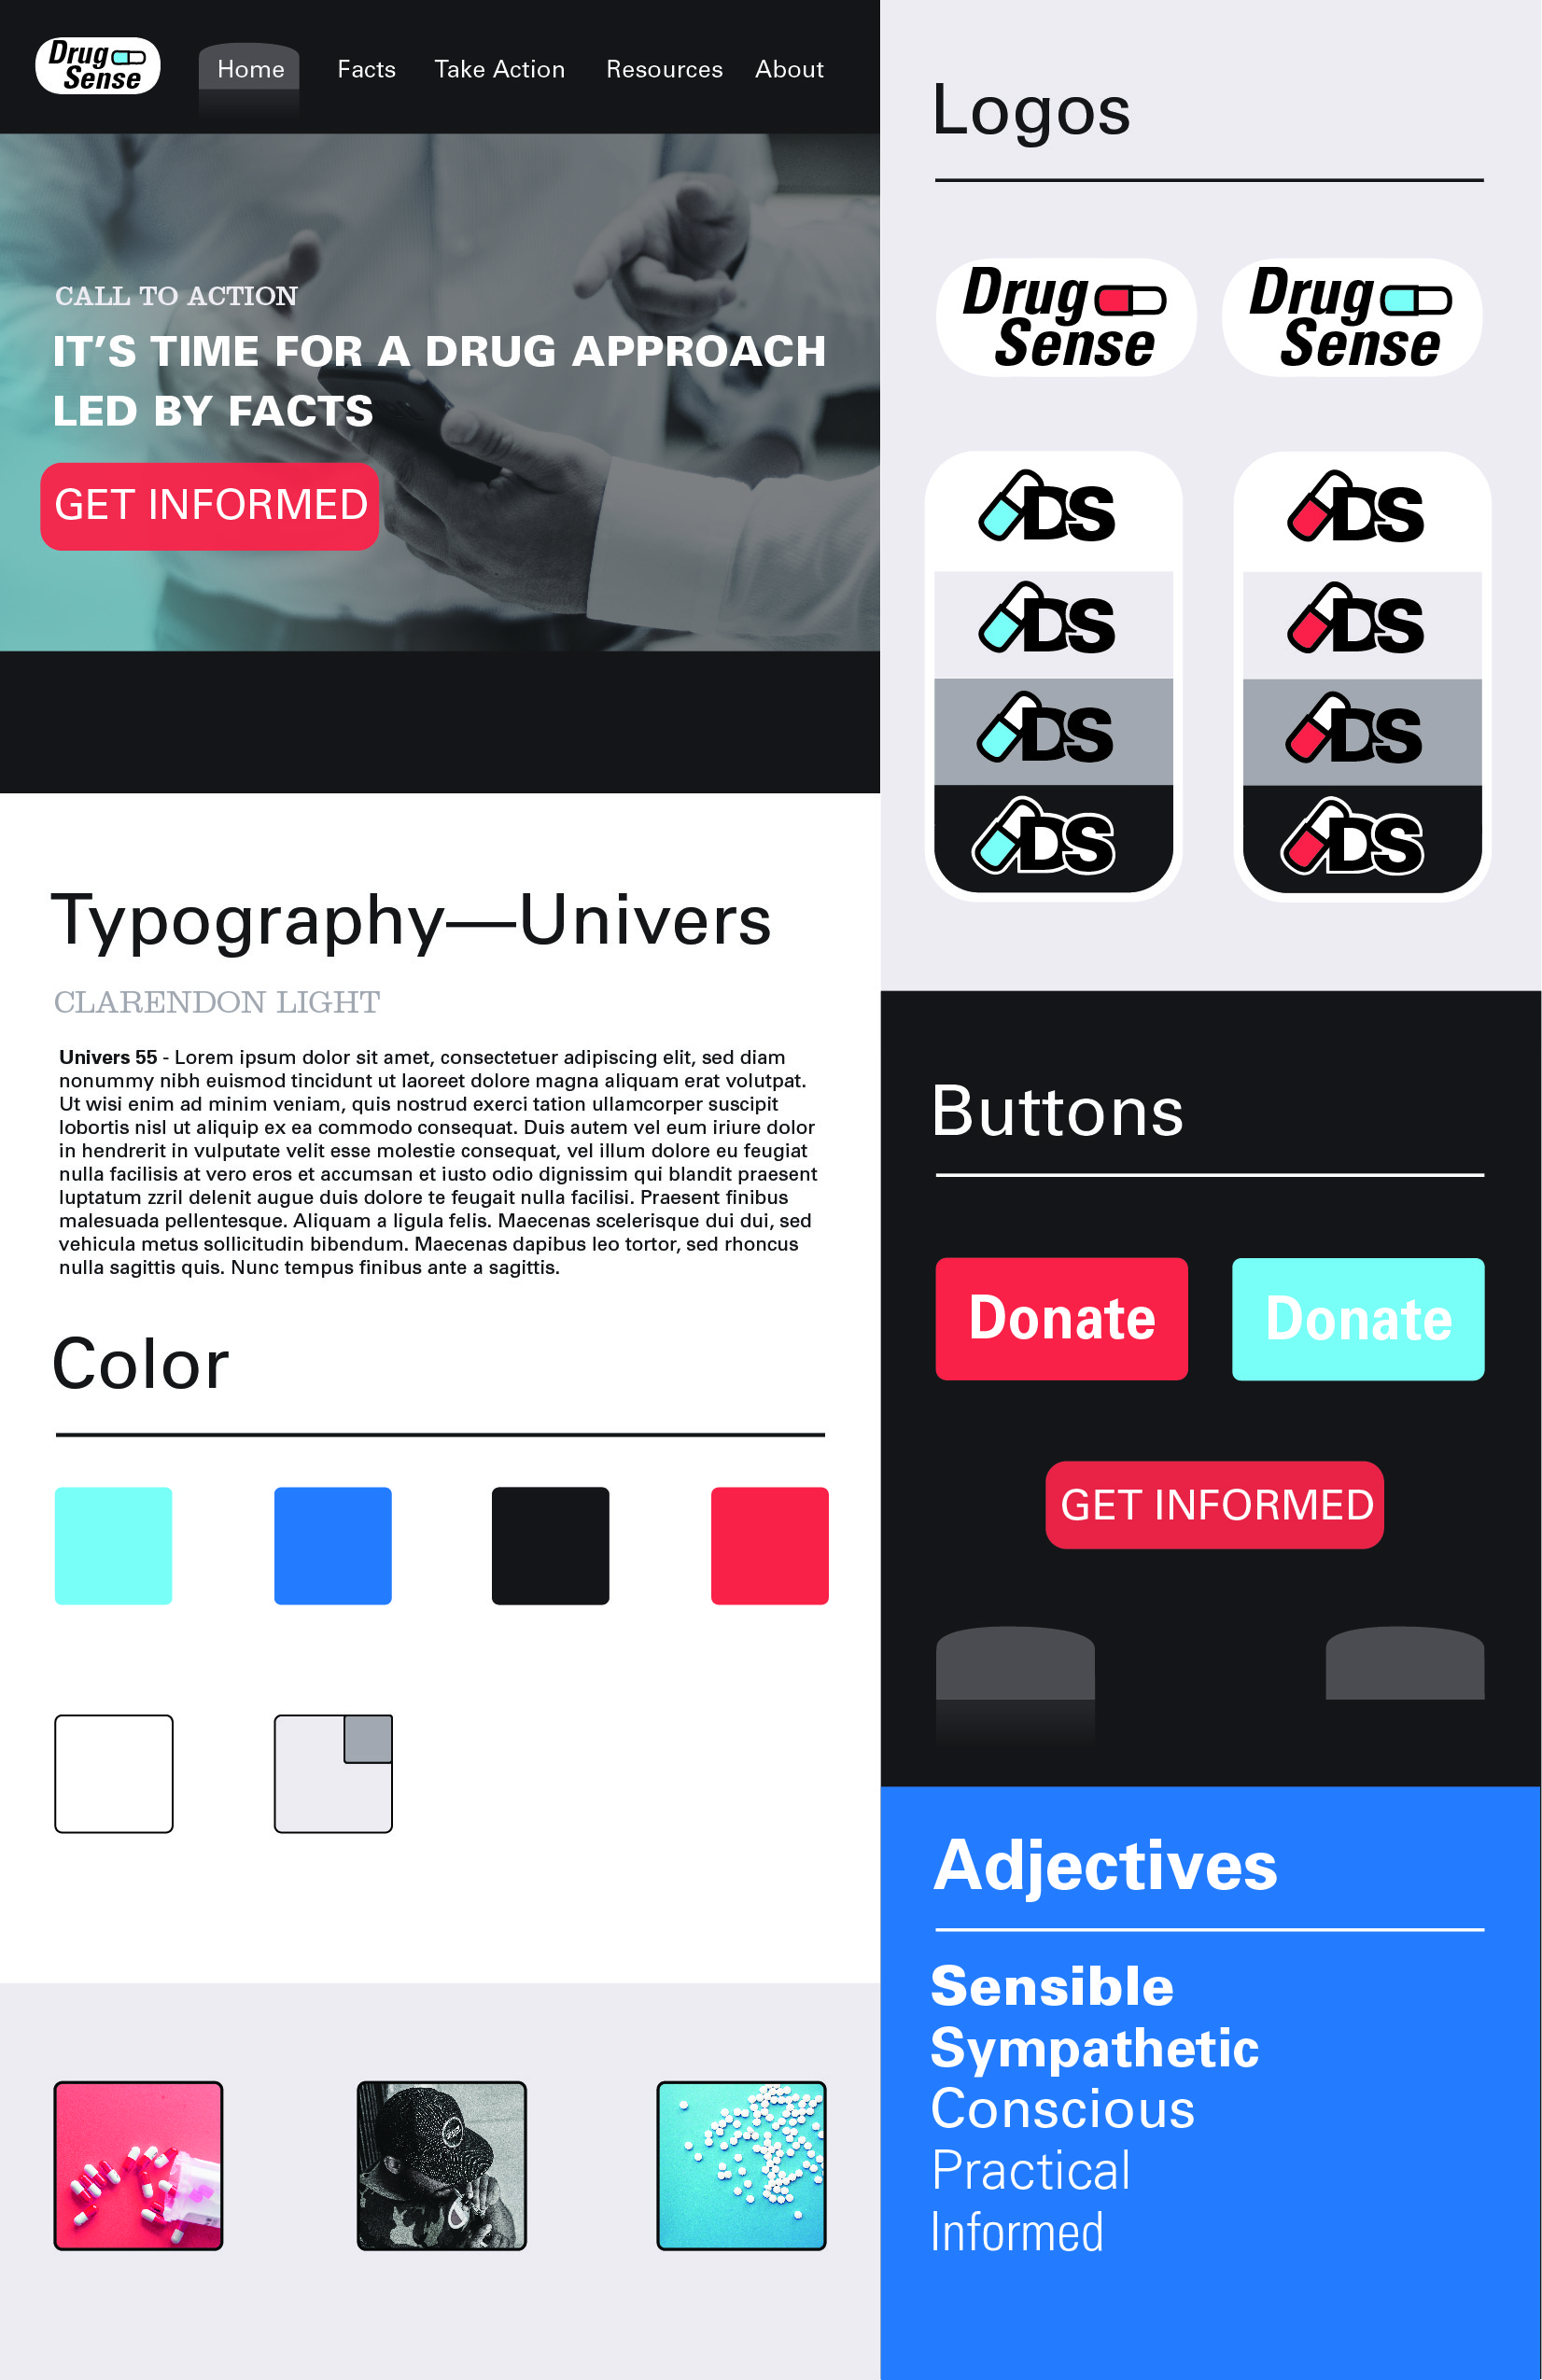 Drug
Sense
Home
Facts
Take Action
Resources
About
CALL TO ACTION
IT’S TIME FOR A DRUG APPROACH
LED BY FACTS
GET INFORMED
Typography—Univers
CLARENDON LIGHT
Univers 55 - Lorem ipsum dolor sit amet, consectetuer adipiscing elit, sed diam
nonummy nibh euismod tincidunt ut laoreet dolore magna aliquam erat volutpat.
Ut wisi enim ad minim veniam, quis nostrud exerci tation ullamcorper suscipit
lobortis nisl ut aliquip ex ea commodo consequat. Duis autem vel eum iriure dolor
in hendrerit in vulputate velit esse molestie consequat, vel illum dolore eu feugiat
nulla facilisis at vero eros et accumsan et iusto odio dignissim qui blandit praesent
luptatum zzril delenit augue duis dolore te feugait nulla facilisi. Praesent finibus
malesuada pellentesque. Aliquam a ligula felis. Maecenas scelerisque dui dui, sed
vehicula metus sollicitudin bibendum. Maecenas dapibus leo tortor, sed rhoncus
nulla sagittis quis. Nunc tempus finibus ante a sagittis.
Color
Logos
Drug
Sense
Drug
Sense
DS
DS
DS
DS
DS
DS
DS
DS
Buttons
Donate
Donate
GET INFORMED
Adjectives
Sensible
Sympathetic
Conscious
Practical
Informed